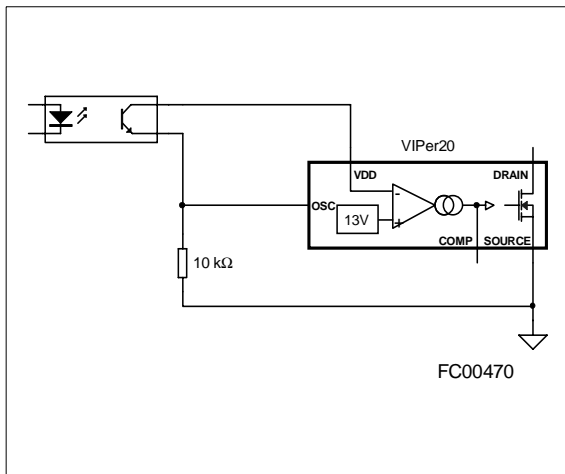 VIPer20
VDD
DRAIN
OSC
-
13V
+
COMP
SOURCE
10 kΩ
FC00470